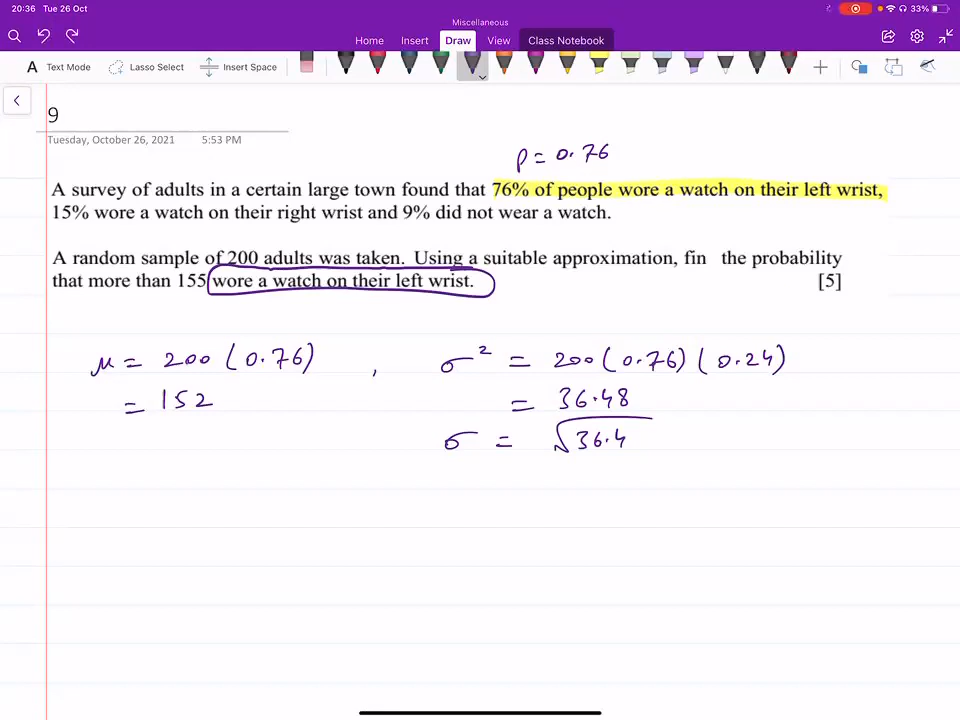 20:36 Tue 26 Oct
33%
Miscellaneous
Home Insert Draw View Class Notebook
A Text Mode Lasso Select Insert Space
9
Tuesday, October 26, 2021 5:53 PM
p = 0.76
A survey of adults in a certain large town found that 76% of people wore a watch on their left wrist,
15% wore a watch on their right wrist and 9% did not wear a watch.
A random sample of 200 adults was taken. Using a suitable approximation, fin the probability
that more than 155 wore a watch on their left wrist. [5]
μ = 200 (0.76) , σ² = 200(0.76)(0.24)
= 152 = 36.48
σ = √36.4